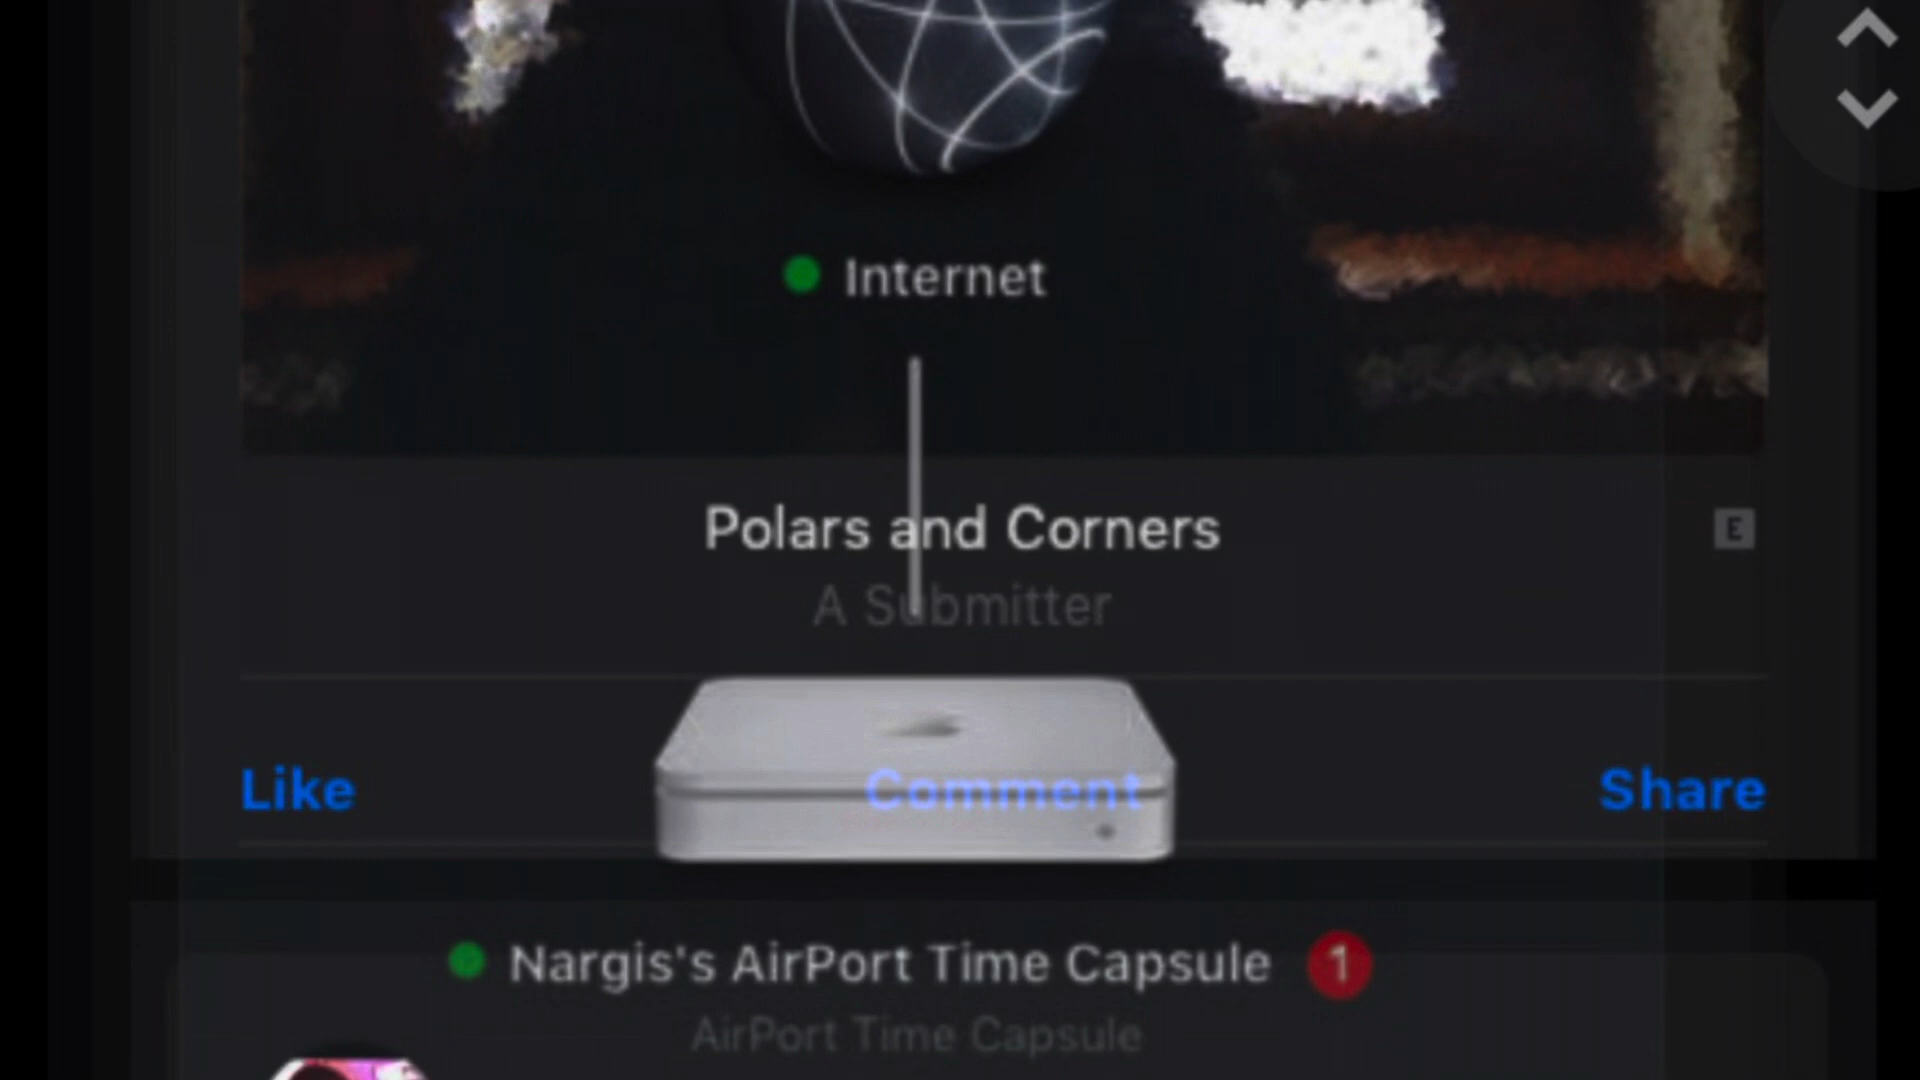 Internet
Polars and Corners
E
A Submitter
Like
Comment
Share
Nargis's AirPort Time Capsule
1
AirPort Time Capsule